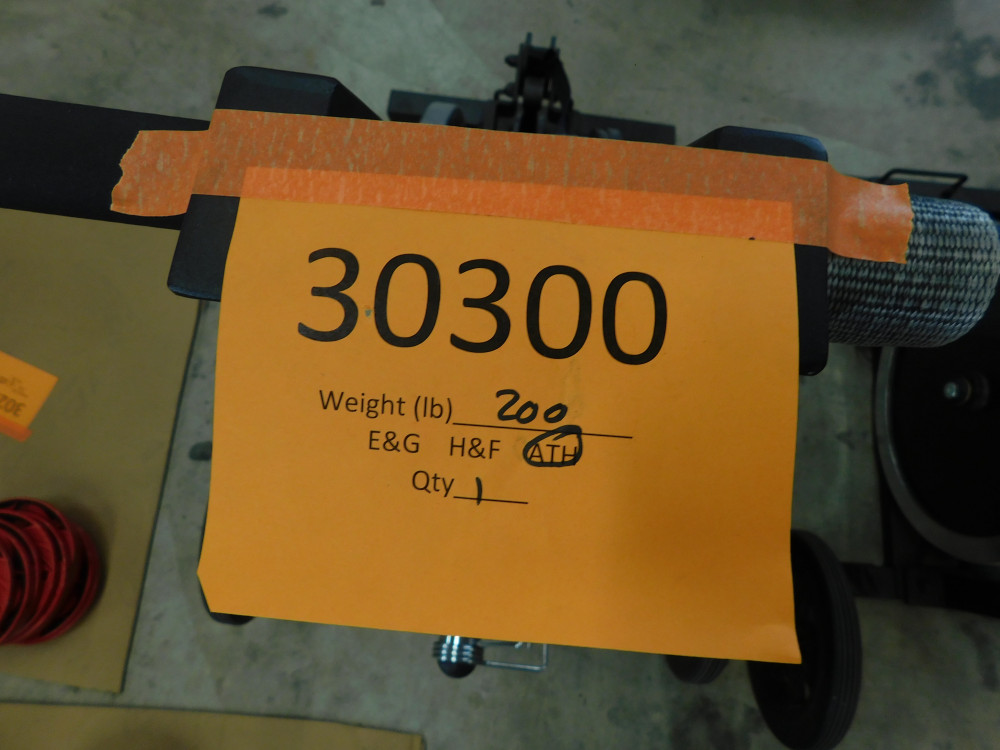 30300
Weight (lb) 200
E&G H&F ATH
Qty 1